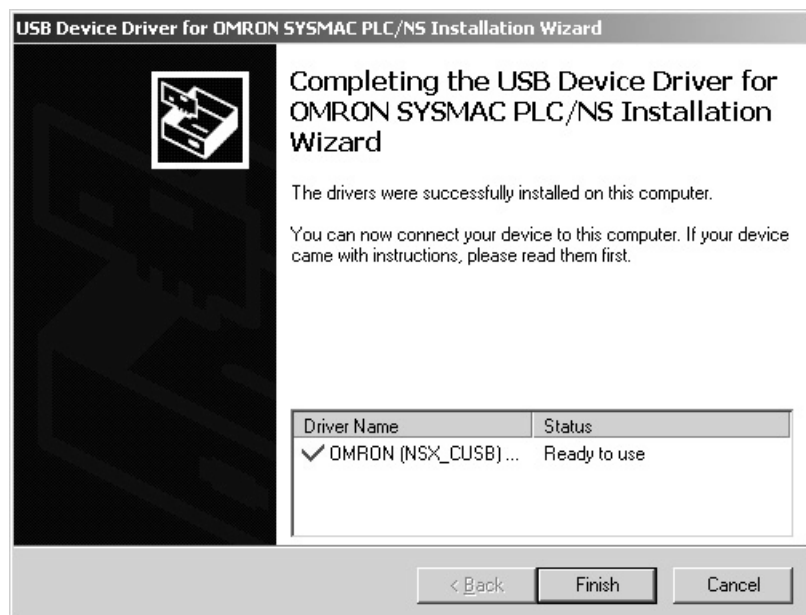 USB Device Driver for OMRON SYSMAC PLC/NS Installation Wizard
Completing the USB Device Driver for
OMRON SYSMAC PLC/NS Installation
Wizard
The drivers were successfully installed on this computer.
You can now connect your device to this computer. If your device
came with instructions, please read them first.
Driver Name Status
OMRON (NSX_CUSB) ... Ready to use
< Back Finish Cancel